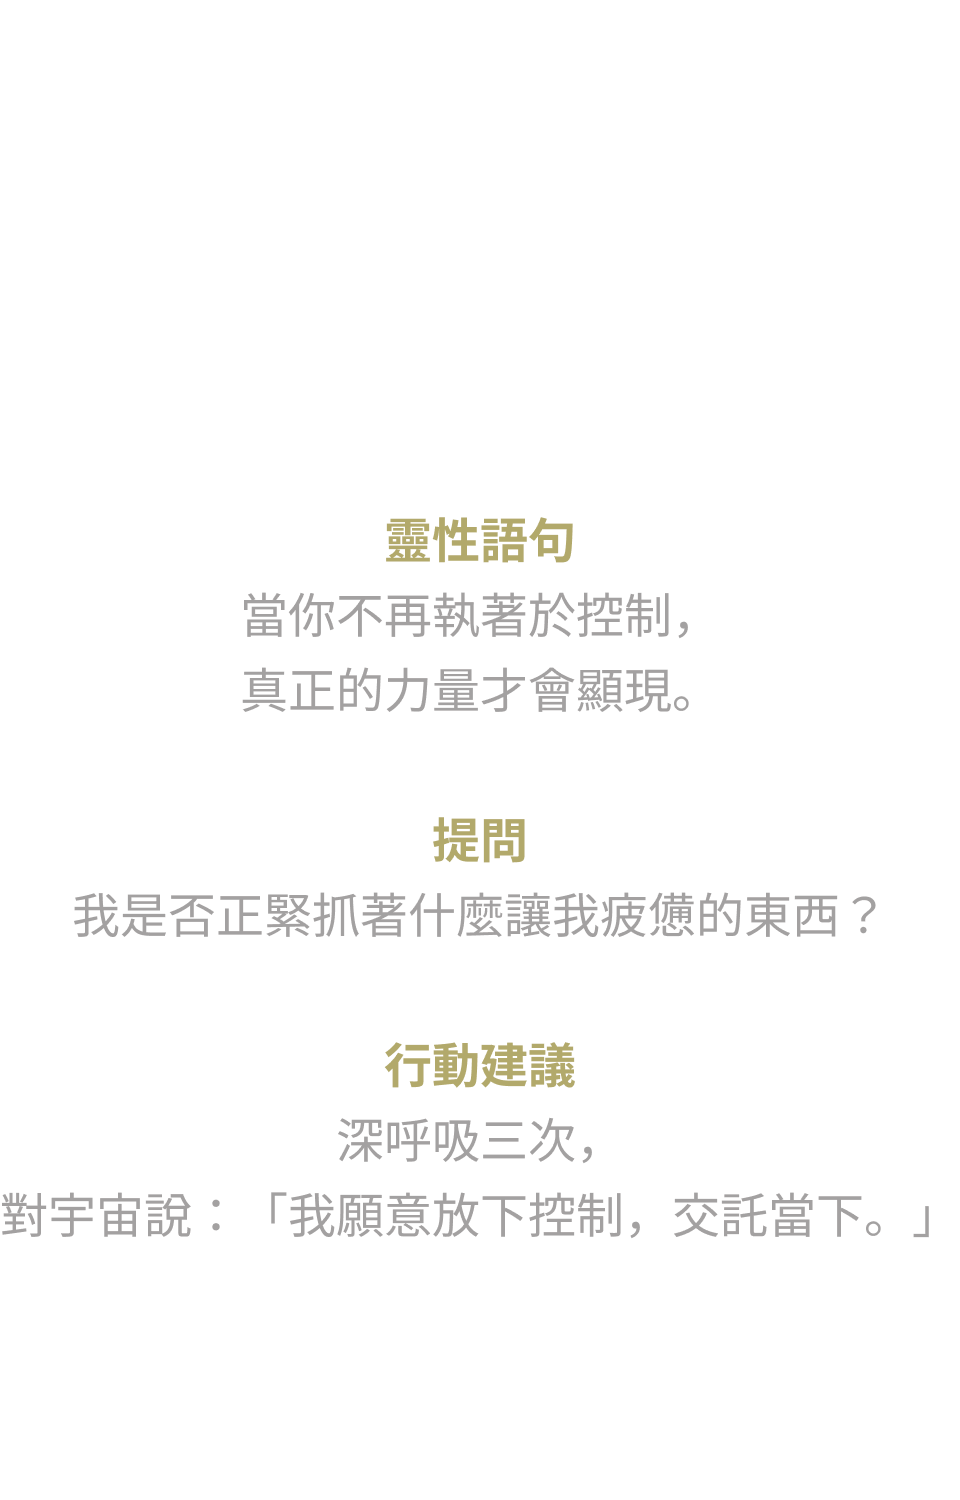 靈性語句
當你不再執著於控制，
真正的力量才會顯現。
提問
我是否正緊抓著什麼讓我疲憊的東西？
行動建議
深呼吸三次，
對宇宙說：「我願意放下控制，交託當下。」